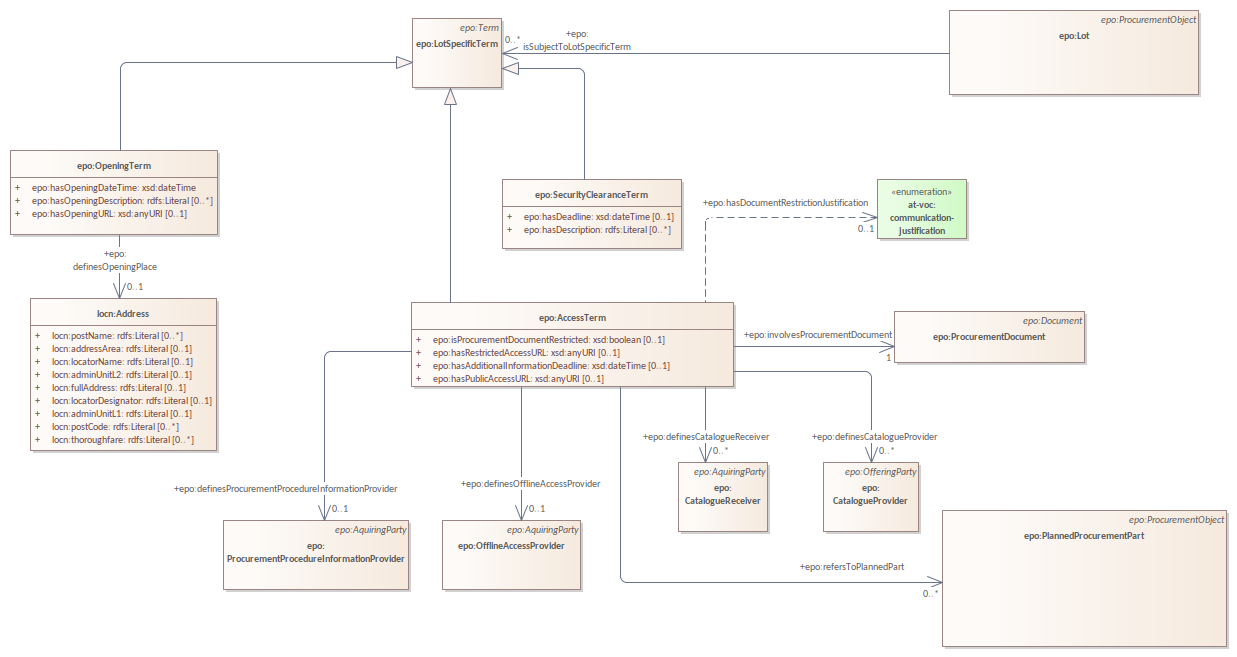 epo:Term
epo:LotSpecificTerm
0..*
+epo:
isSubjectToLotSpecificTerm
epo:ProcurementObject
epo:Lot
epo:OpeningTerm
+ epo:hasOpeningDateTime: xsd:dateTime
+ epo:hasOpeningDescription: rdfs:Literal [0..*]
+ epo:hasOpeningURL: xsd:anyURI [0..1]
epo:SecurityClearanceTerm
+ epo:hasDeadline: xsd:dateTime [0..1]
+ epo:hasDescription: rdfs:Literal [0..*]
+epo:hasDocumentRestrictionJustification
0..1
«enumeration»
at-voc:
communication-
justification
+epo:
definesOpeningPlace
0..1
locn:Address
+ locn:postName: rdfs:Literal [0..*]
+ locn:addressArea: rdfs:Literal [0..1]
+ locn:locatorName: rdfs:Literal [0..1]
+ locn:adminUnitL2: rdfs:Literal [0..1]
+ locn:fullAddress: rdfs:Literal [0..1]
+ locn:locatorDesignator: rdfs:Literal [0..1]
+ locn:adminUnitL1: rdfs:Literal [0..1]
+ locn:postCode: rdfs:Literal [0..*]
+ locn:thoroughfare: rdfs:Literal [0..*]
epo:AccessTerm
+ epo:isProcurementDocumentRestricted: xsd:boolean [0..1]
+ epo:hasRestrictedAccessURL: xsd:anyURI [0..1]
+ epo:hasAdditionalInformationDeadline: xsd:dateTime [0..1]
+ epo:hasPublicAccessURL: xsd:anyURI [0..1]
+epo:involvesProcurementDocument
1
epo:Document
epo:ProcurementDocument
+epo:definesCatalogueReceiver
0..*
+epo:definesCatalogueProvider
0..*
epo:AquiringParty
epo:
CatalogueReceiver
epo:OfferingParty
epo:
CatalogueProvider
+epo:definesProcurementProcedureInformationProvider
0..1
+epo:definesOfflineAccessProvider
0..1
epo:AquiringParty
epo:
ProcurementProcedureInformationProvider
epo:AquiringParty
epo:OfflineAccessProvider
epo:ProcurementObject
epo:PlannedProcurementPart
+epo:refersToPlannedPart
0..*